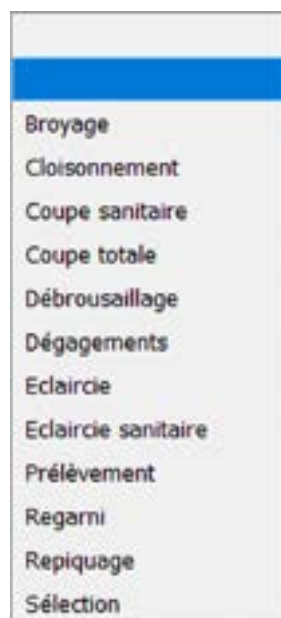 Broyage
Cloisonnement
Coupe sanitaire
Coupe totale
Débrousaillage
Dégagements
Eclaircie
Eclaircie sanitaire
Prélèvement
Regarni
Repiquage
Sélection